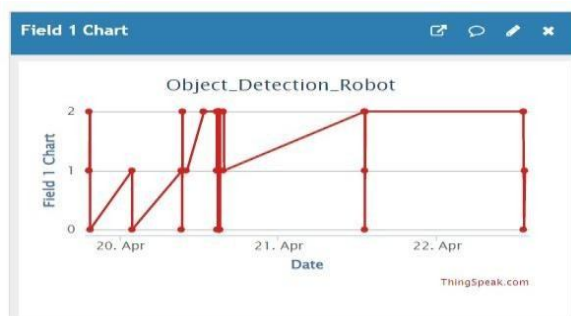 Field 1 Chart
Object_Detection_Robot
Field 1 Chart
2
1
0
20. Apr
21. Apr
22. Apr
Date
ThingSpeak.com